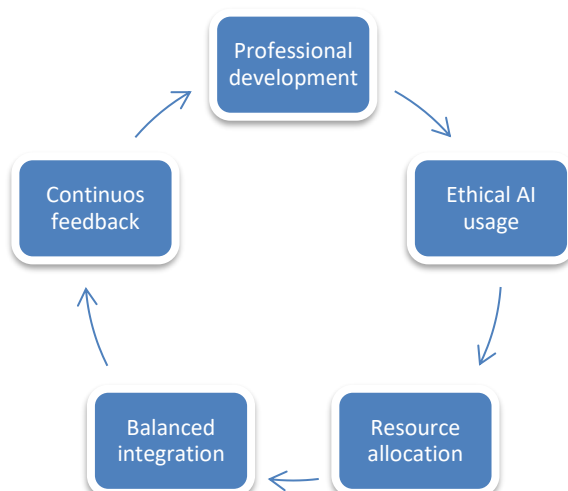 Professional
development
Ethical AI
usage
Resource
allocation
Balanced
integration
Continuos
feedback